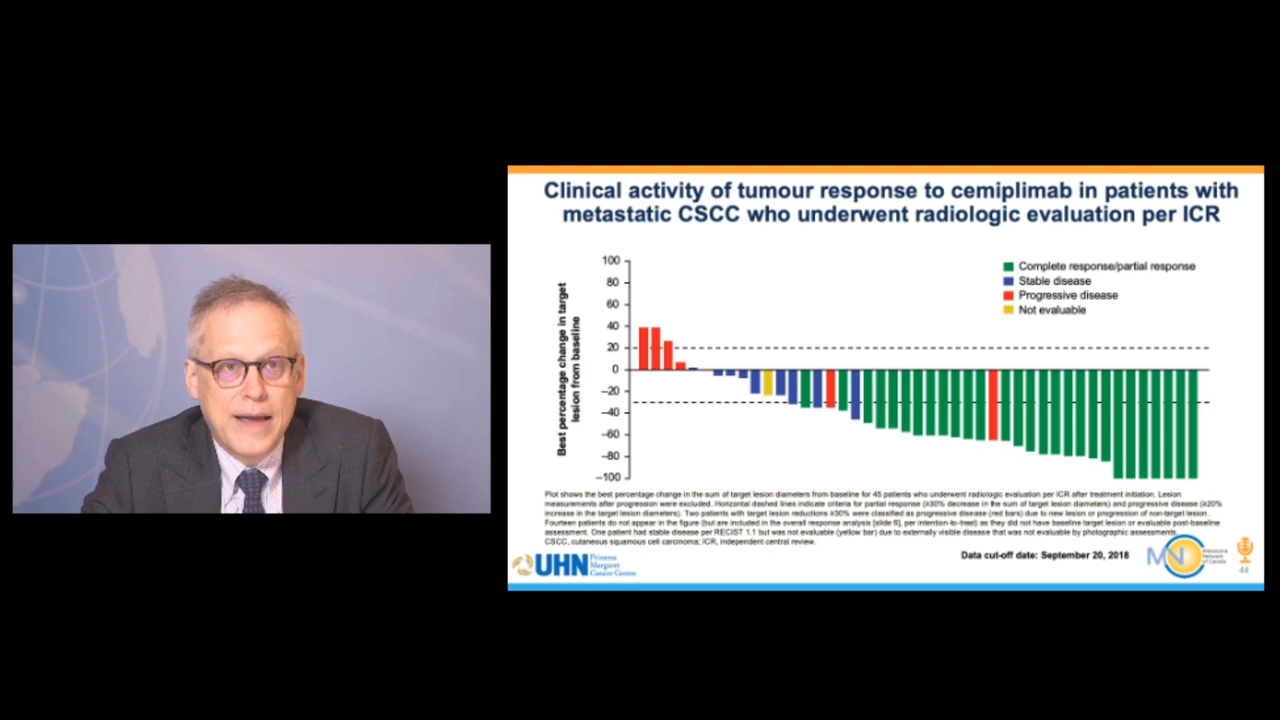 Clinical activity of tumour response to cemiplimab in patients with
metastatic CSCC who underwent radiologic evaluation per ICR
Best percentage change in target
lesion from baseline
100
80
60
40
20
0
–20
–40
–60
–80
–100
Complete response/partial response
Stable disease
Progressive disease
Not evaluable
Plot shows the best percentage change in the sum of target lesion diameters from baseline for 45 patients who underwent radiologic evaluation per ICR after treatment initiation. Lesion
measurements after progression were excluded. Horizontal dashed lines indicate criteria for partial response (≥30% decrease in the sum of target lesion diameters) and progressive disease (≥20%
increase in the target lesion diameters). Two patients with target lesion reductions ≥30% were classified as progressive disease (red bars) due to new lesion or progression of non-target lesion.
Fourteen patients do not appear in the figure (but are included in the overall response analysis [slide 6], per intention-to-treat) as they did not have baseline target lesion or evaluable post-baseline
assessment. One patient had stable disease per RECIST 1.1 but was not evaluable (yellow bar) due to externally visible disease that was not evaluable by photographic assessments.
CSCC, cutaneous squamous cell carcinoma; ICR, independent central review.
Data cut-off date: September 20, 2018
UHN
Princess
Margaret
Cancer Centre
MNC
Melanoma
Network
of Canada
44